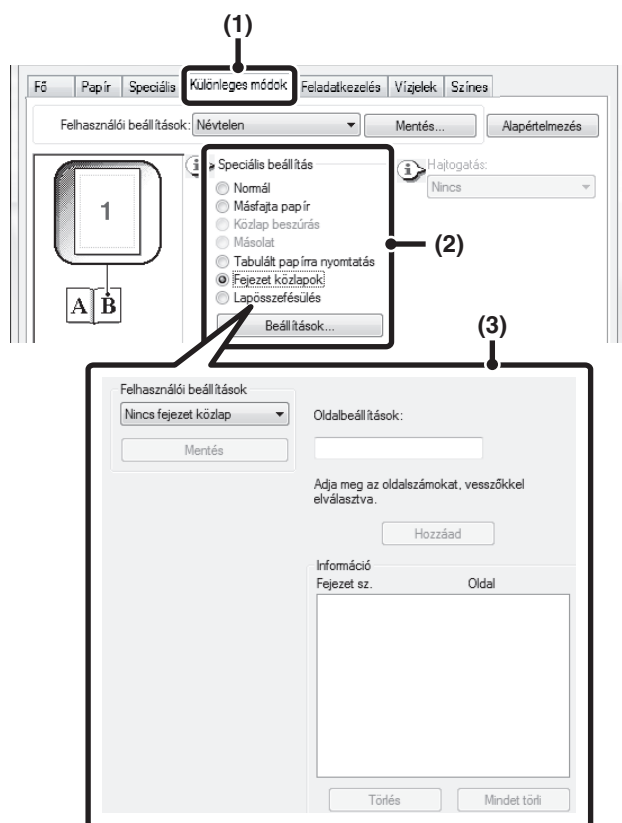 (1)
Fő Papír Speciális Különleges módok Feladatkezelés Vízjelek Színes
Felhasználói beállítások: Névtelen Mentés... Alapértelmezés
Speciális beállítás
Hajtogatás:
Normál
Nincs
Másfajta papír
1
Közlap beszúrás
Másolat
(2)
Tabulált papírra nyomtatás
Fejezet közlapok
A B
Lapösszefésülés
Beállítások...
(3)
Felhasználói beállítások
Nincs fejezet közlap
Oldalbeállítások:
Mentés
Adja meg az oldalszámokat, vesszőkkel
elválasztva.
Hozzáad
Információ
Fejezet sz. Oldal
Törlés Mindet törli